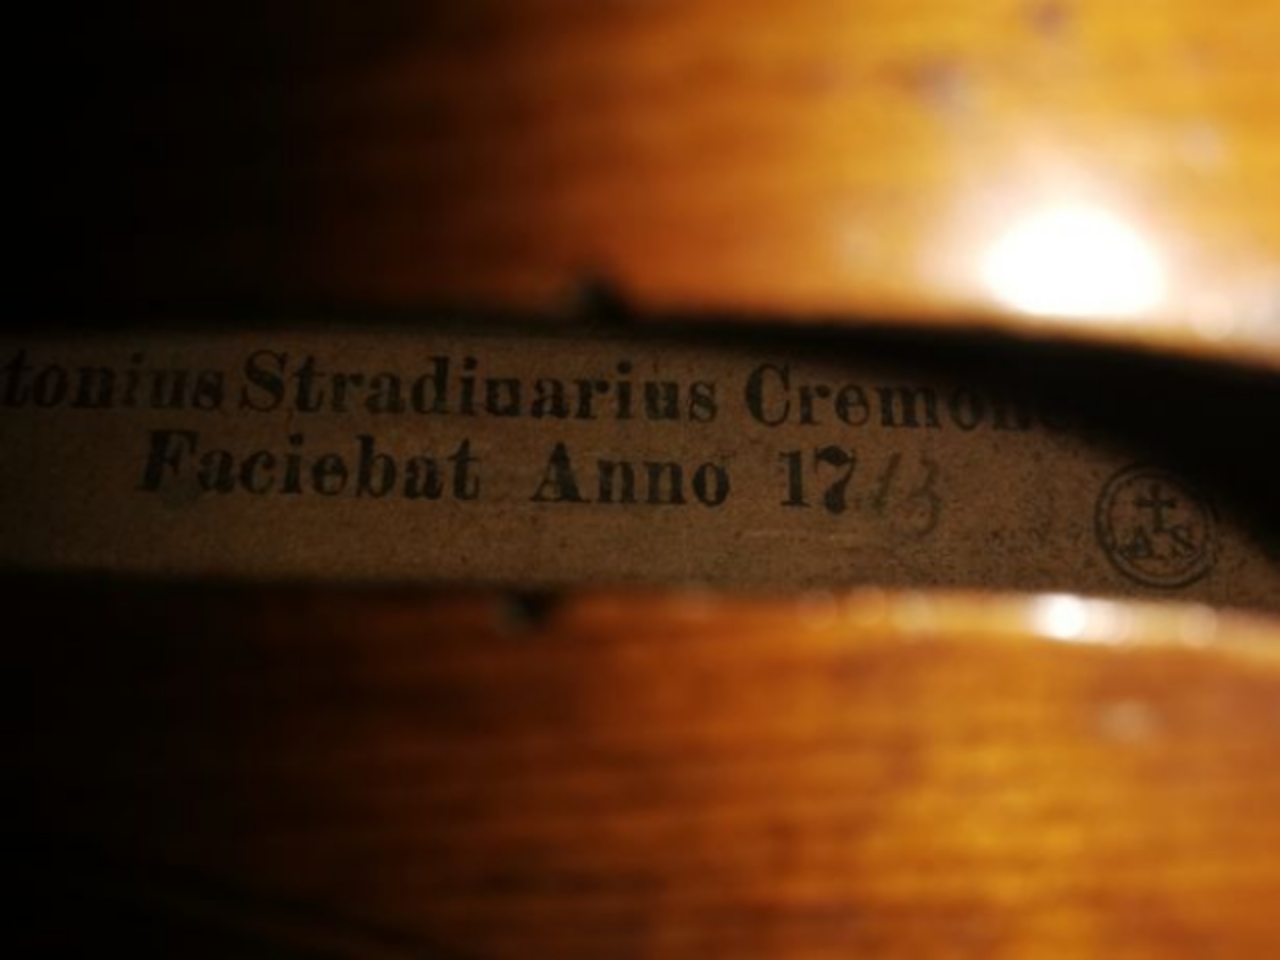 tonius Stradiuarius Cremon
Faciebat Anno 1713
A S